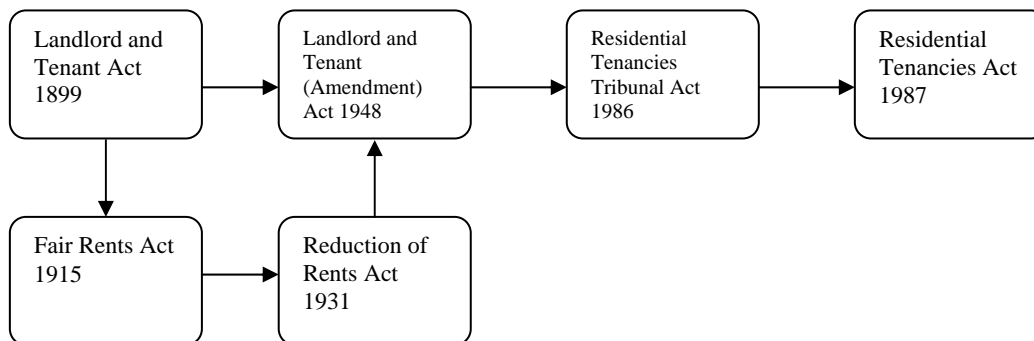 Landlord and
Tenant Act
1899
Landlord and
Tenant
(Amendment)
Act 1948
Residential
Tenancies
Tribunal Act
1986
Residential
Tenancies Act
1987
Fair Rents Act
1915
Reduction of
Rents Act
1931